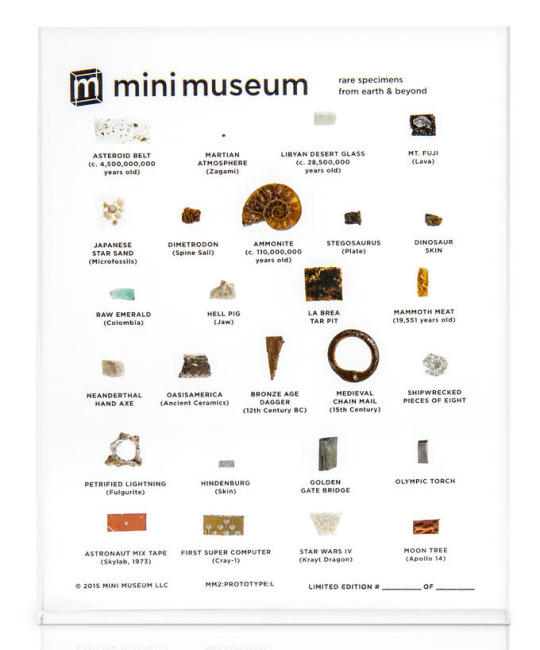 m mini museum
rare specimens
from earth & beyond
ASTEROID BELT
(c. 4,500,000,000
years old)
MARTIAN
ATMOSPHERE
(Zagami)
LIBYAN DESERT GLASS
(c. 28,500,000
years old)
MT. FUJI
(Lava)
JAPANESE
STAR SAND
(Microfossils)
DIMETRODON
(Spine Sail)
AMMONITE
(c. 110,000,000
years old)
STEGOSAURUS
(Plate)
DINOSAUR
SKIN
RAW EMERALD
(Colombia)
HELL PIG
(Jaw)
LA BREA
TAR PIT
MAMMOTH MEAT
(19,551 years old)
NEANDERTHAL
HAND AXE
OASISAMERICA
(Ancient Ceramics)
BRONZE AGE
DAGGER
(12th Century BC)
MEDIEVAL
CHAIN MAIL
(15th Century)
SHIPWRECKED
PIECES OF EIGHT
PETRIFIED LIGHTNING
(Fulgurite)
HINDENBURG
(Skin)
GOLDEN
GATE BRIDGE
OLYMPIC TORCH
ASTRONAUT MIX TAPE
(Skylab, 1973)
FIRST SUPER COMPUTER
(Cray-1)
STAR WARS IV
(Krayt Dragon)
MOON TREE
(Apollo 14)
© 2015 MINI MUSEUM LLC
MM2:PROTOTYPE:L
LIMITED EDITION # ________ OF ________